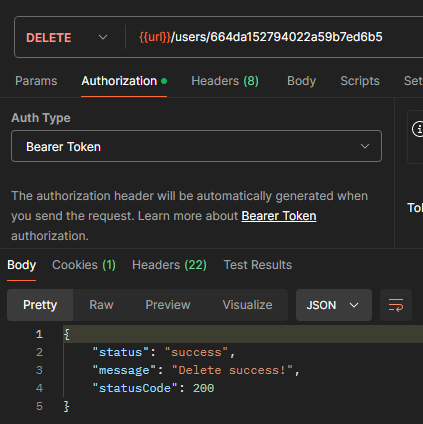 DELETE {{url}}/users/664da152794022a59b7ed6b5
Params Authorization Headers (8) Body Scripts Set
Auth Type
Bearer Token
The authorization header will be automatically generated when
you send the request. Learn more about Bearer Token
authorization.
Tol
Body Cookies (1) Headers (22) Test Results
Pretty Raw Preview Visualize JSON
1 {
2 "status": "success",
3 "message": "Delete success!",
4 "statusCode": 200
5 }